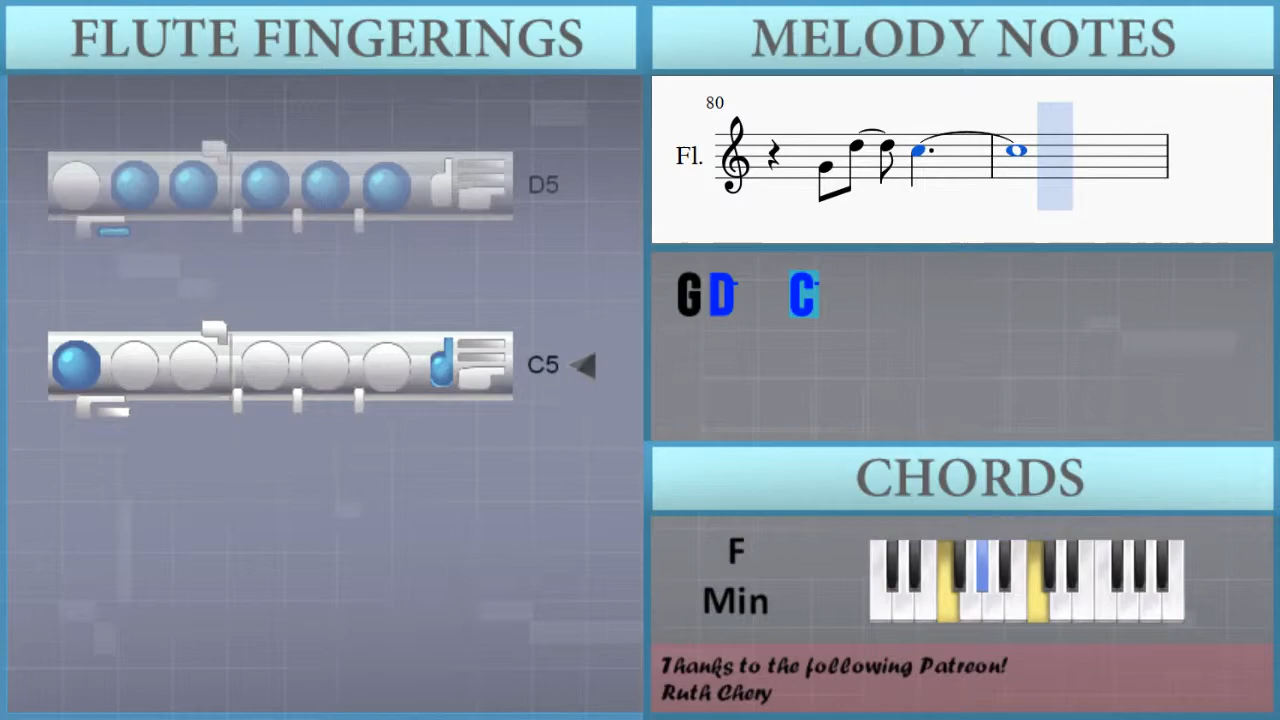 FLUTE FINGERINGS
D5
C5
MELODY NOTES
80
Fl.
G D C
CHORDS
F
Min
Thanks to the following Patreon!
Ruth Chery